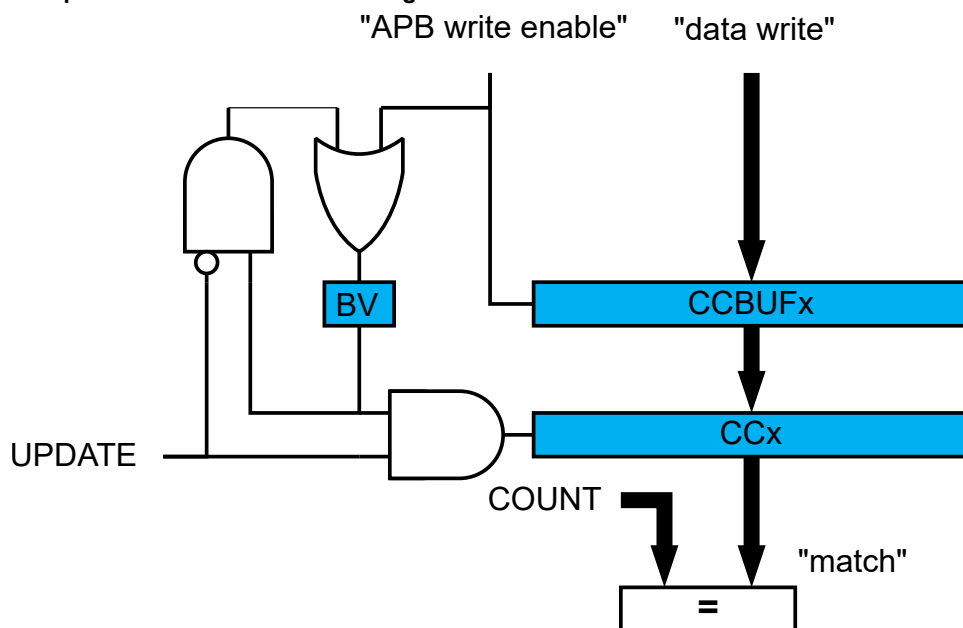 "APB write enable" "data write"
BV
CCBUFx
CCx
UPDATE
COUNT
"match"
=